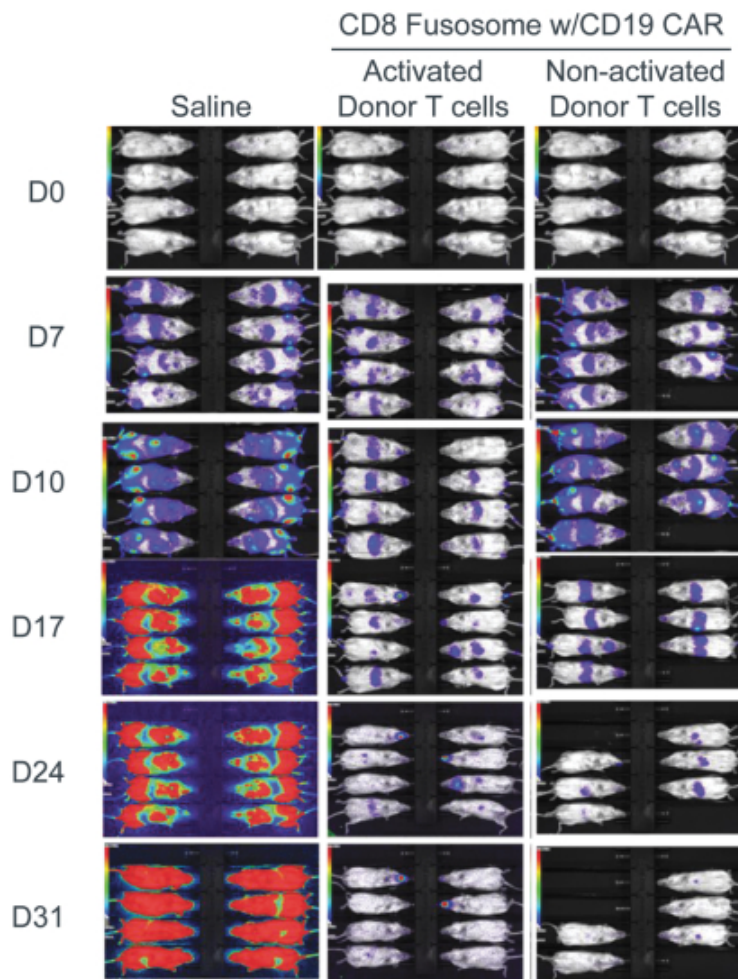 CD8 Fusosome w/CD19 CAR
Saline
Activated
Donor T cells
Non-activated
Donor T cells
D0
D7
D10
D17
D24
D31